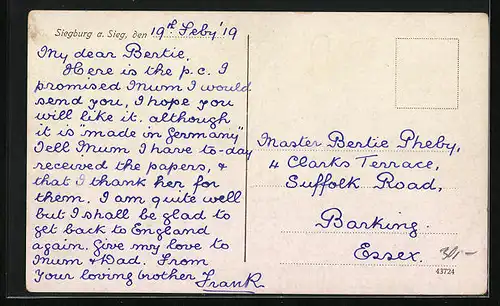 Siegburg a. Sieg, den 19th Feby '19
My dear Bertie,
Here is the p.c. I
promised Mum I would
send you, I hope you
will like it. although
it is "made in Germany"
Tell Mum I have to-day
received the papers, &
that I thank her for
them. I am quite well
but I shall be glad to
get back to England
again. Give my love to
Mum & Dad. From
Your loving brother Frank
Master Bertie Pheby,
4 Clarks Terrace,
Suffolk Road,
Barking.
Essex.
43724